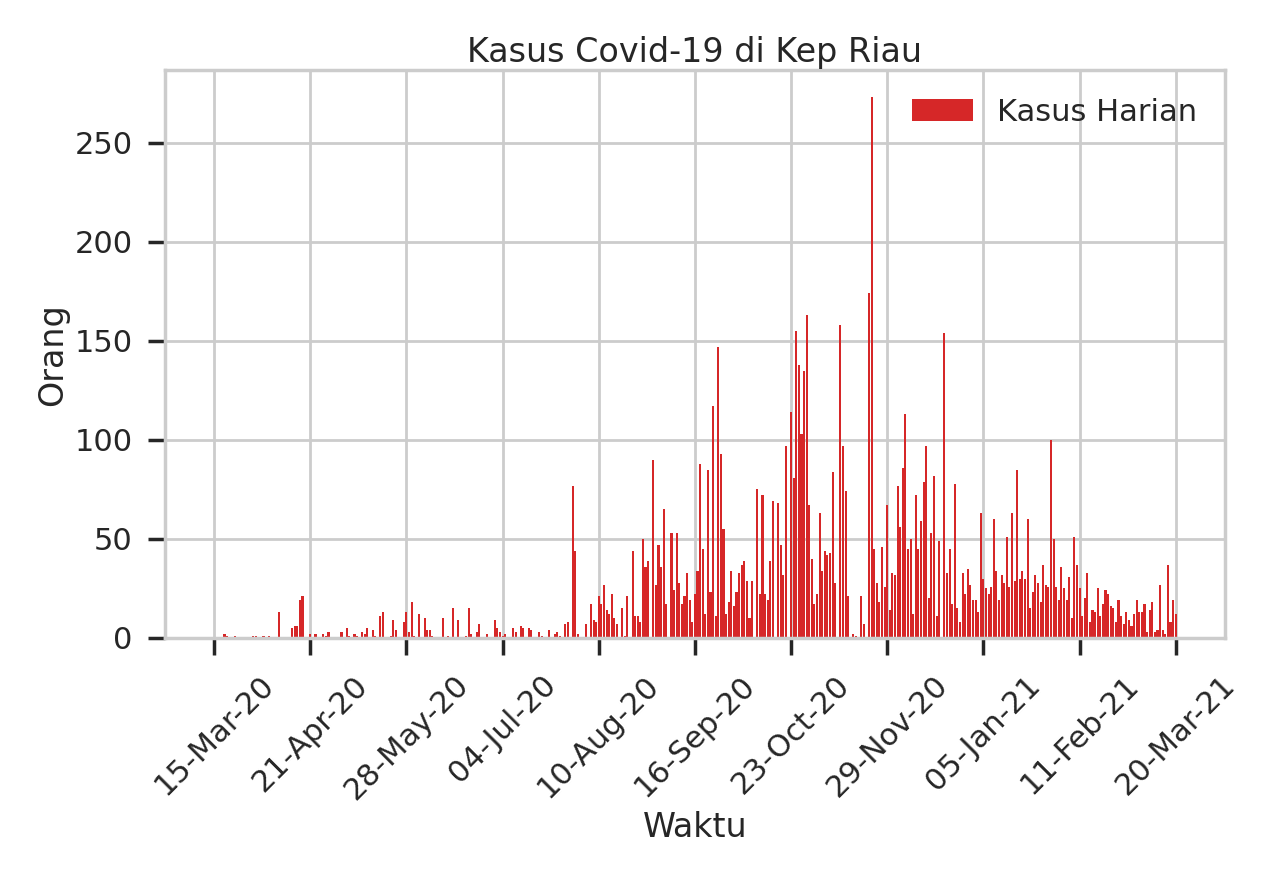 Kasus Covid-19 di Kep Riau
Kasus Harian
250
200
150
100
50
0
Orang
15-Mar-20
21-Apr-20
28-May-20
04-Jul-20
10-Aug-20
16-Sep-20
23-Oct-20
29-Nov-20
05-Jan-21
11-Feb-21
20-Mar-21
Waktu